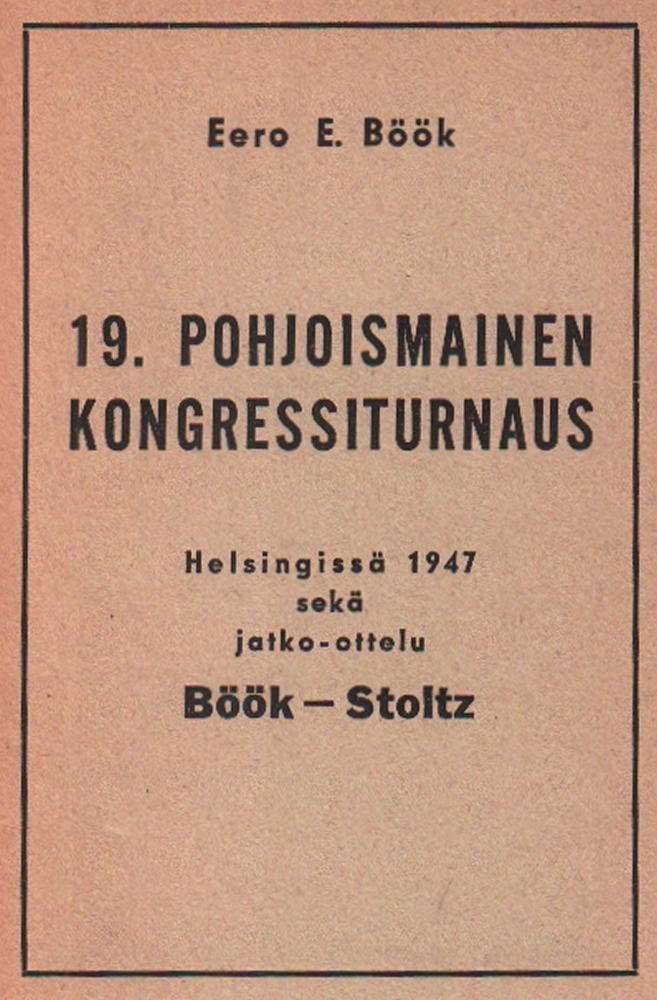 Eero E. Böök
19. POHJOISMAINEN
KONGRESSITURNAUS
Helsingissä 1947
sekä
jatko-ottelu
Böök — Stoltz